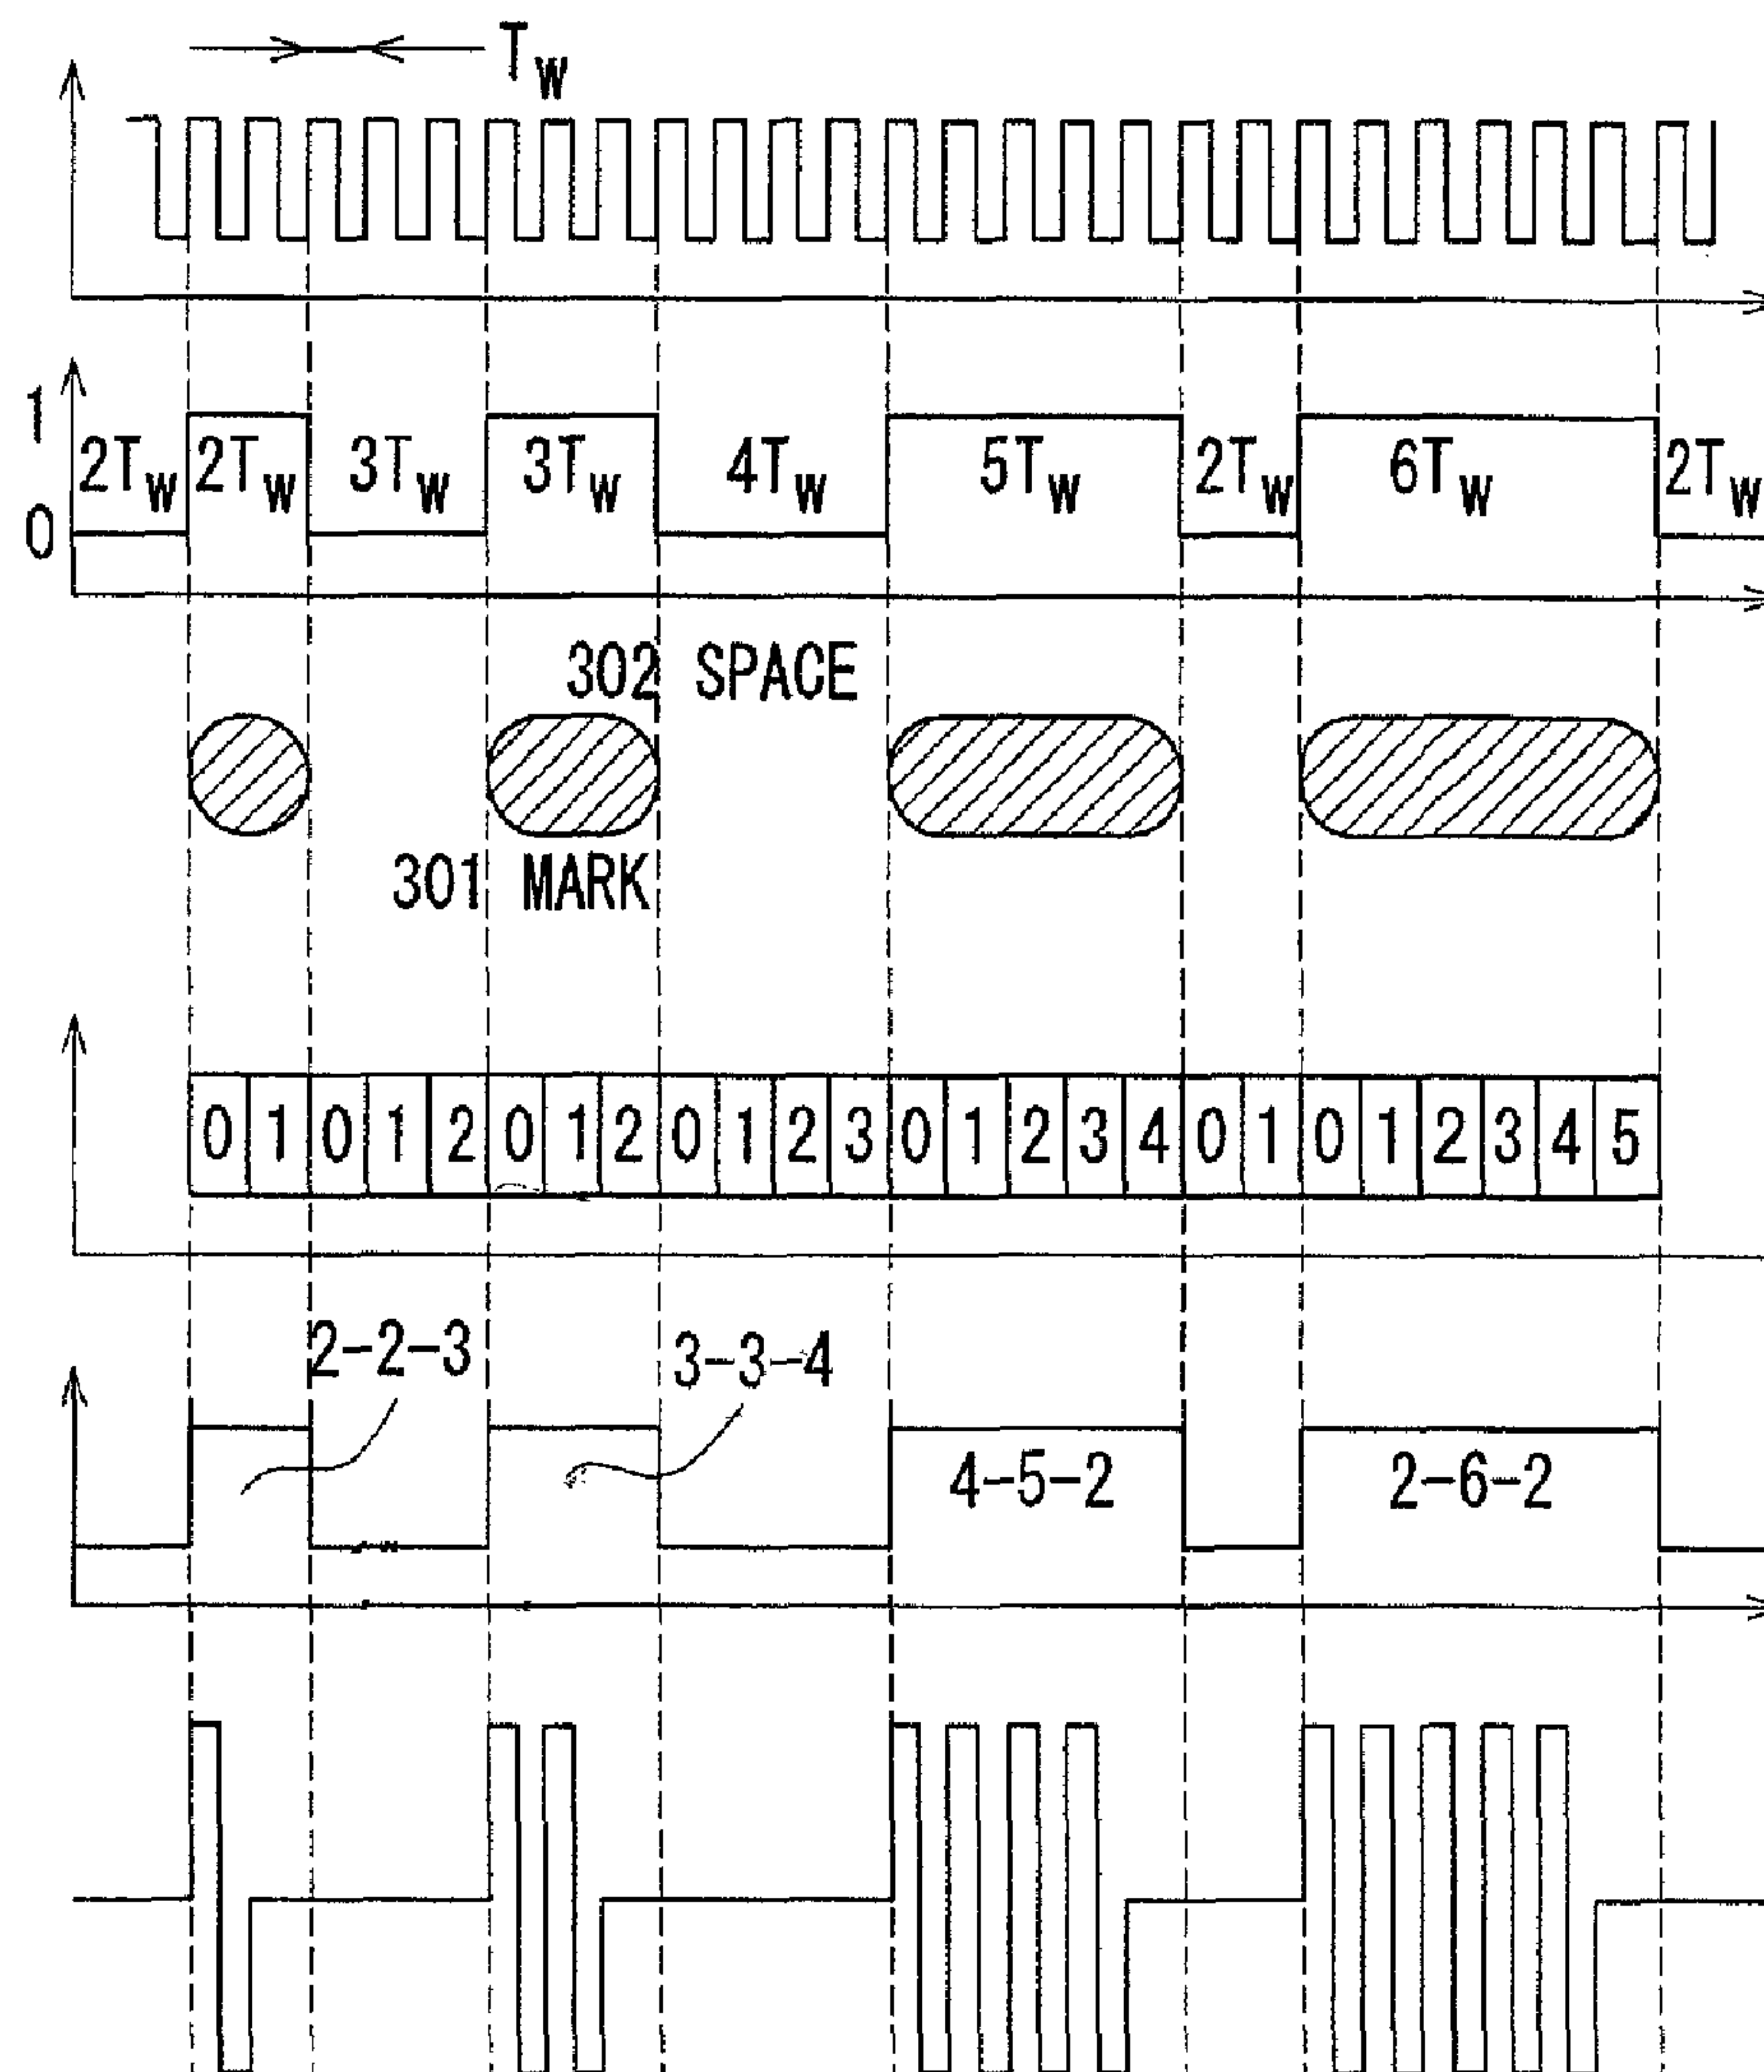 Tw
1
0
2Tw 2Tw 3Tw 3Tw 4Tw 5Tw 2Tw 6Tw 2Tw
302 SPACE
301 MARK
0 1 0 1 2 0 1 2 0 1 2 3 0 1 2 3 4 0 1 0 1 2 3 4 5
2-2-3 3-3-4
4-5-2 2-6-2